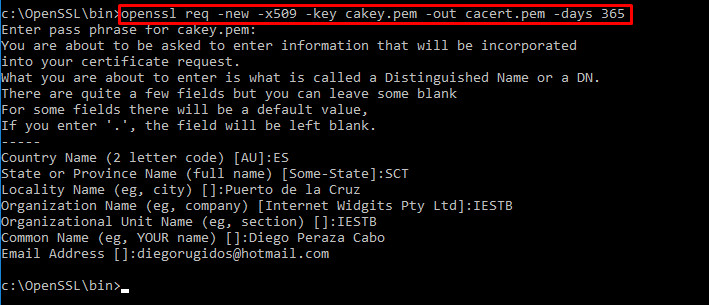 c:\OpenSSL\bin>openssl req -new -x509 -key cakey.pem -out cacert.pem -days 365
Enter pass phrase for cakey.pem:
You are about to be asked to enter information that will be incorporated
into your certificate request.
What you are about to enter is what is called a Distinguished Name or a DN.
There are quite a few fields but you can leave some blank
For some fields there will be a default value,
If you enter '.', the field will be left blank.
-----
Country Name (2 letter code) [AU]:ES
State or Province Name (full name) [Some-State]:SCT
Locality Name (eg, city) []:Puerto de la Cruz
Organization Name (eg, company) [Internet Widgits Pty Ltd]:IESTB
Organizational Unit Name (eg, section) []:IESTB
Common Name (eg, YOUR name) []:Diego Peraza Cabo
Email Address []:diegorugidos@hotmail.com
c:\OpenSSL\bin>